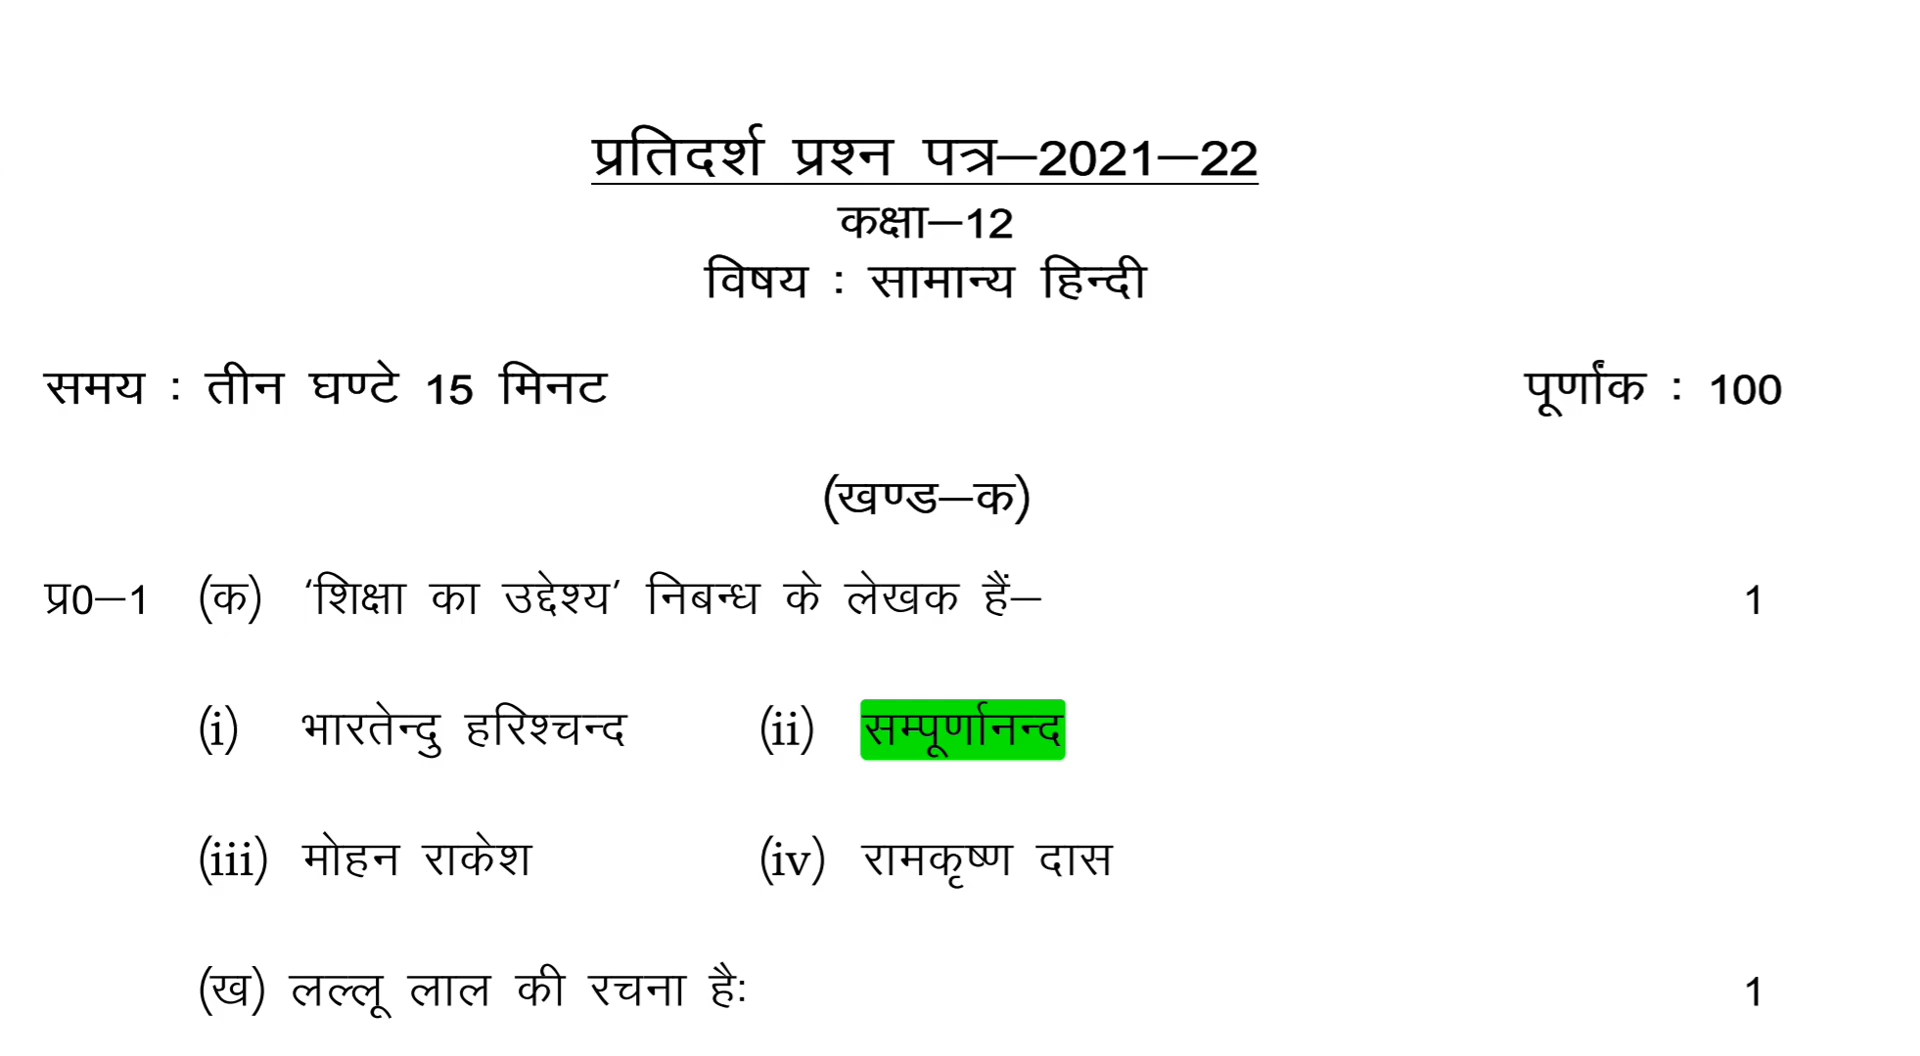 प्रतिदर्श प्रश्न पत्र–2021–22
कक्षा–12
विषय : सामान्य हिन्दी
समय : तीन घण्टे 15 मिनट पूर्णांक : 100
(खण्ड–क)
प्र0–1 (क) ‘शिक्षा का उद्देश्य’ निबन्ध के लेखक हैं– 1
(i) भारतेन्दु हरिश्चन्द (ii) सम्पूर्णानन्द
(iii) मोहन राकेश (iv) रामकृष्ण दास
(ख) लल्लू लाल की रचना है: 1